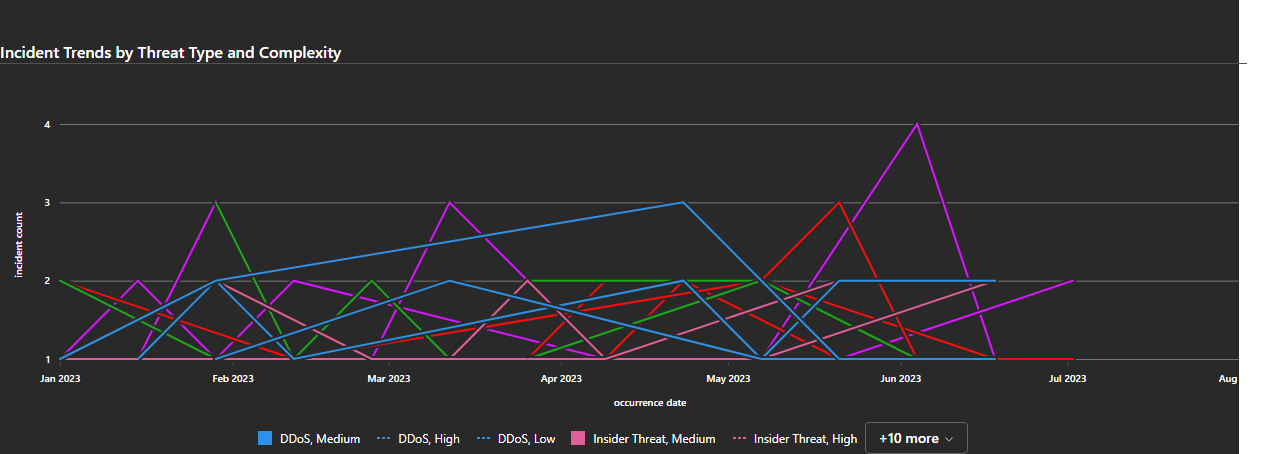 Incident Trends by Threat Type and Complexity
4
3
2
1
incident count
Jan 2023 Feb 2023 Mar 2023 Apr 2023 May 2023 Jun 2023 Jul 2023 Aug
occurrence date
DDoS, Medium DDoS, High DDoS, Low Insider Threat, Medium Insider Threat, High +10 more